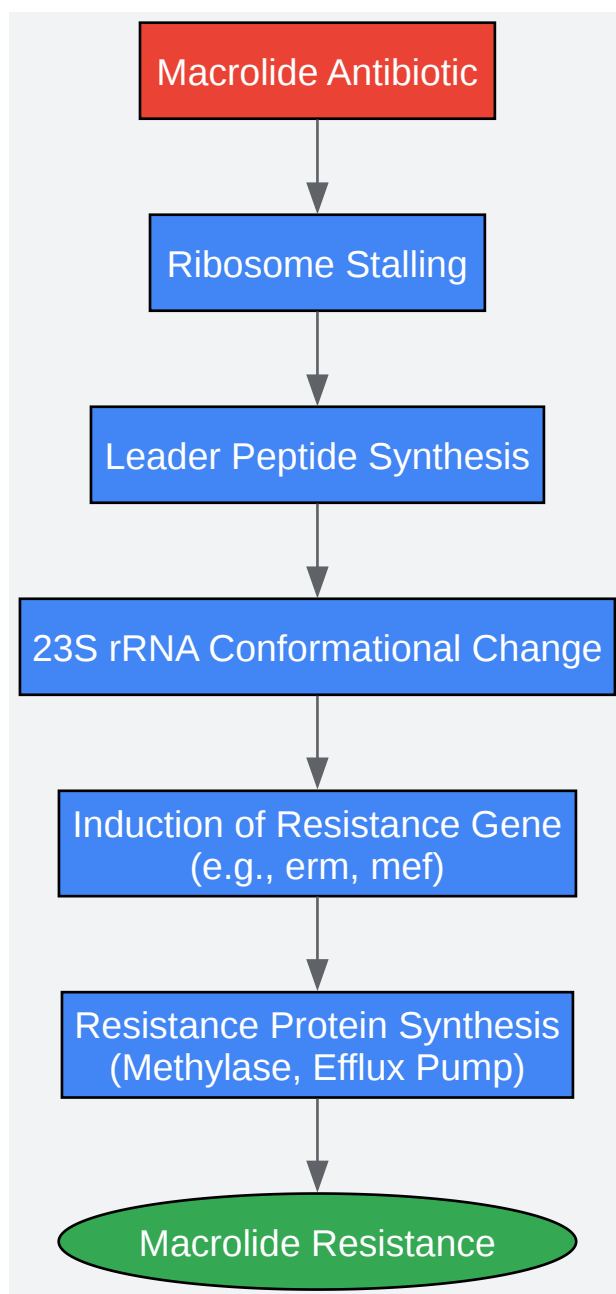 Macrolide Antibiotic
Ribosome Stalling
Leader Peptide Synthesis
23S rRNA Conformational Change
Induction of Resistance Gene
(e.g., erm, mef)
Resistance Protein Synthesis
(Methylase, Efflux Pump)
Macrolide Resistance